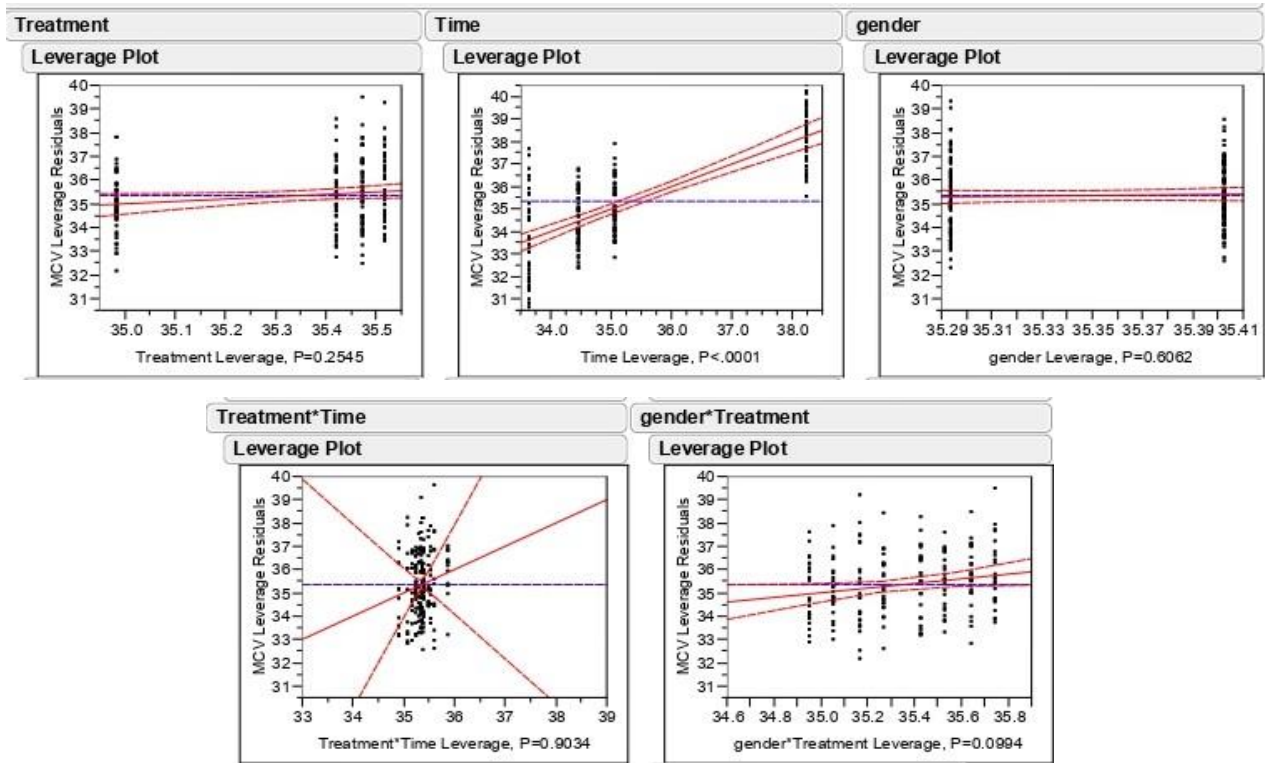 Treatment
Time
gender
Leverage Plot
Leverage Plot
Leverage Plot
MCV Leverage Residuals
40
39
38
37
36
35
34
33
32
31
35.0 35.1 35.2 35.3 35.4 35.5
Treatment Leverage, P=0.2545
MCV Leverage Residuals
40
39
38
37
36
35
34
33
32
31
34.0 35.0 36.0 37.0 38.0
Time Leverage, P<.0001
MCV Leverage Residuals
40
39
38
37
36
35
34
33
32
31
35.29 35.31 35.33 35.35 35.37 35.39 35.41
gender Leverage, P=0.6062
Treatment*Time
gender*Treatment
Leverage Plot
Leverage Plot
MCV Leverage Residuals
40
39
38
37
36
35
34
33
32
31
33 34 35 36 37 38 39
Treatment*Time Leverage, P=0.9034
MCV Leverage Residuals
40
39
38
37
36
35
34
33
32
31
34.6 34.8 35.0 35.2 35.4 35.6 35.8
gender*Treatment Leverage, P=0.0994